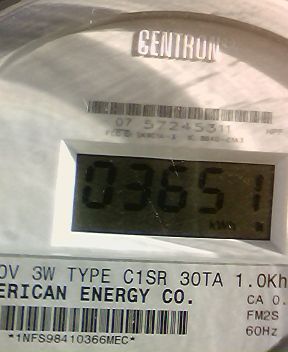 CENTRON
07 57245311
03651
kWh
0V 3W TYPE C1SR 30TA 1.0Kh
ERICAN ENERGY CO.
CA 0.
FM2S
60Hz
*1NFS98410366MEC*